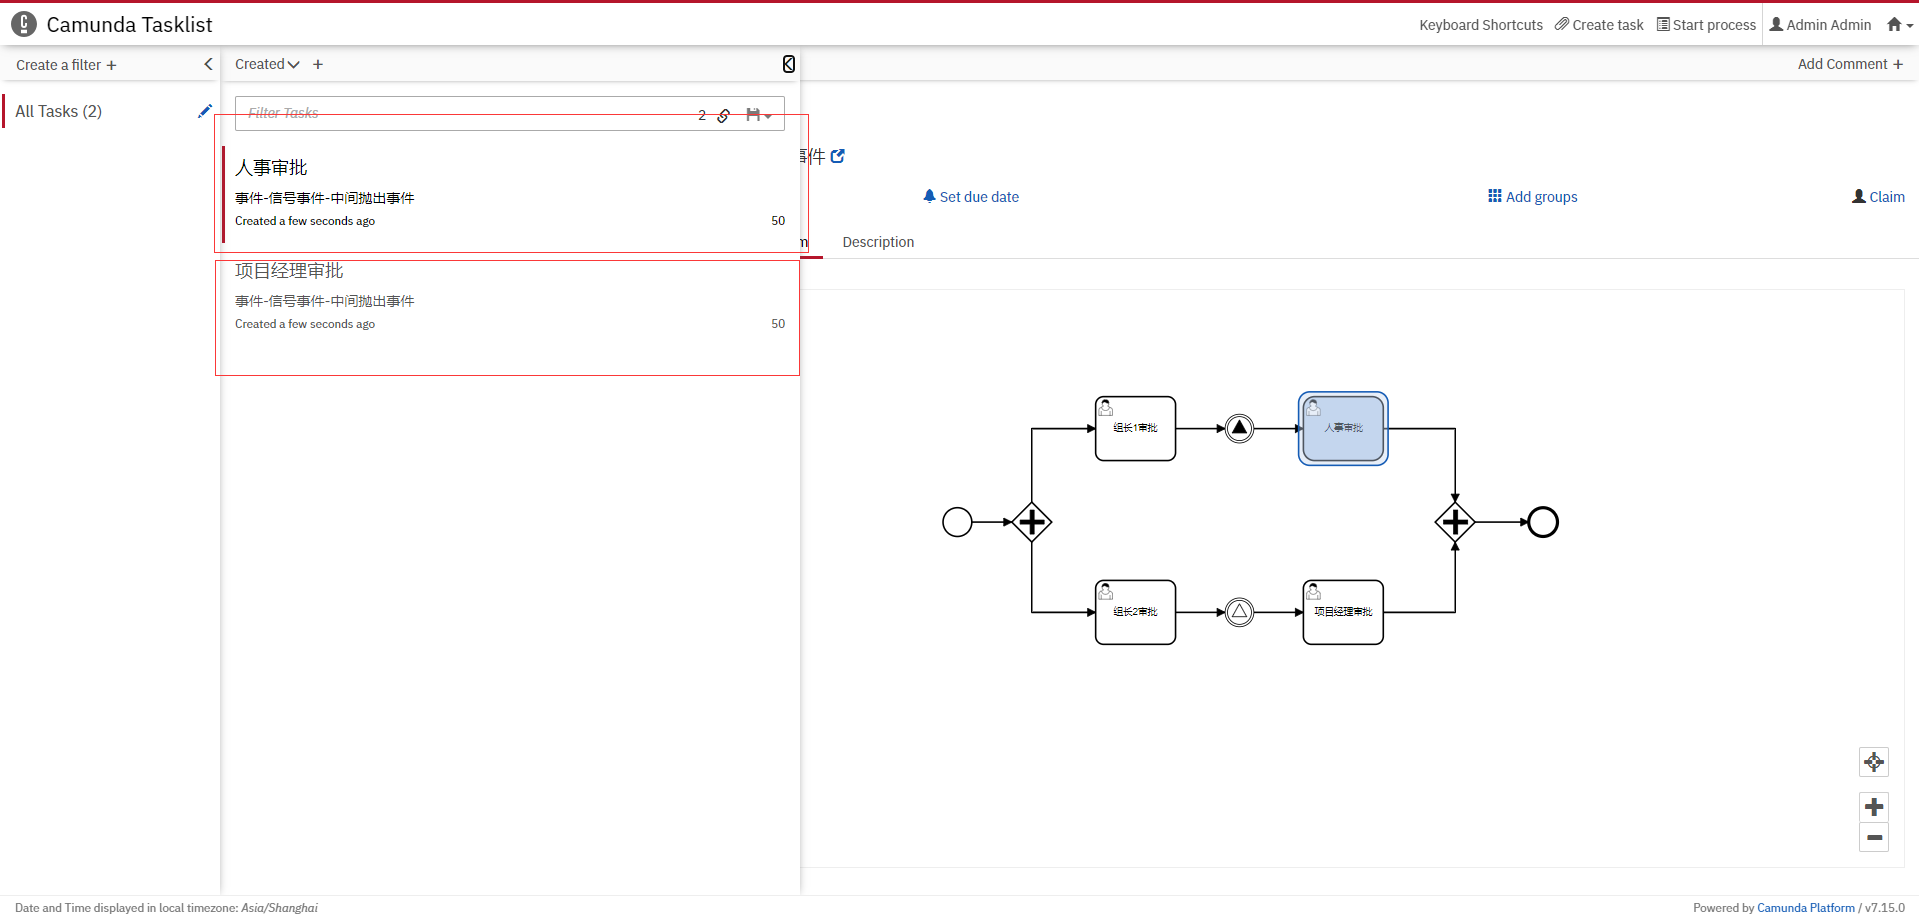 Camunda Tasklist
Keyboard Shortcuts
Create task
Start process
Admin Admin
Create a filter +
Created
+
Add Comment +
All Tasks (2)
Filter Tasks
2
人事审批
事件-信号事件-中间抛出事件
Created a few seconds ago
50
项目经理审批
事件-信号事件-中间抛出事件
Created a few seconds ago
50
事件
Set due date
Add groups
Claim
m
Description
组长1审批
人事审批
组长2审批
项目经理审批
Date and Time displayed in local timezone: Asia/Shanghai
Powered by Camunda Platform / v7.15.0